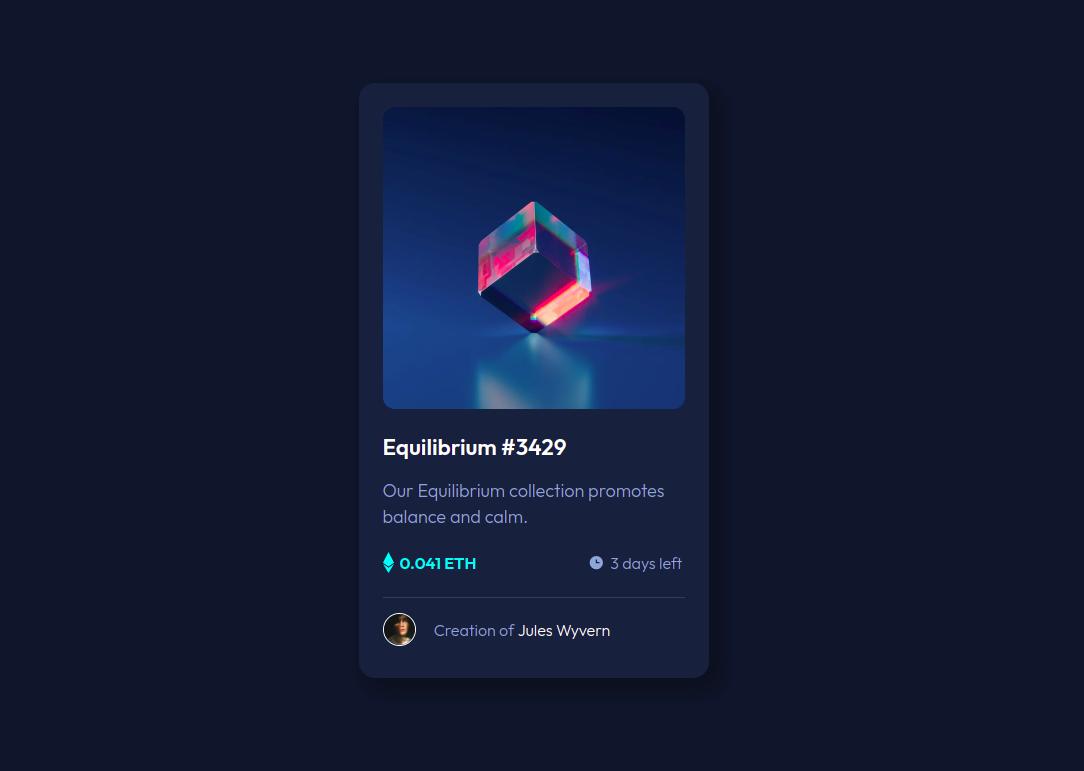 Equilibrium #3429
Our Equilibrium collection promotes
balance and calm.
0.041 ETH
3 days left
Creation of Jules Wyvern